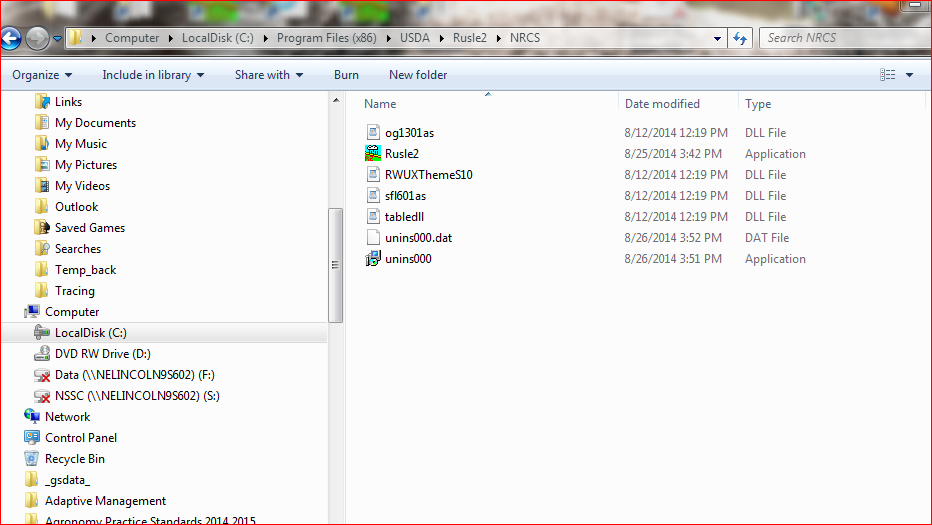 Computer LocalDisk (C:) Program Files (x86) USDA Rusle2 NRCS Search NRCS
Organize Include in library Share with Burn New folder
Links
My Documents
My Music
My Pictures
My Videos
Outlook
Saved Games
Searches
Temp_back
Tracing
Computer
LocalDisk (C:)
DVD RW Drive (D:)
Data (\\NELINCOLN9S602) (F:)
NSSC (\\NELINCOLN9S602) (S:)
Network
Control Panel
Recycle Bin
_gsdata_
Adaptive Management
Agronomy Practice Standards 2014 2015
Name Date modified Type
og1301as 8/12/2014 12:19 PM DLL File
Rusle2 8/25/2014 3:42 PM Application
RWUXThemeS10 8/12/2014 12:19 PM DLL File
sfl601as 8/12/2014 12:19 PM DLL File
tabledll 8/12/2014 12:19 PM DLL File
unins000.dat 8/26/2014 3:52 PM DAT File
unins000 8/26/2014 3:51 PM Application